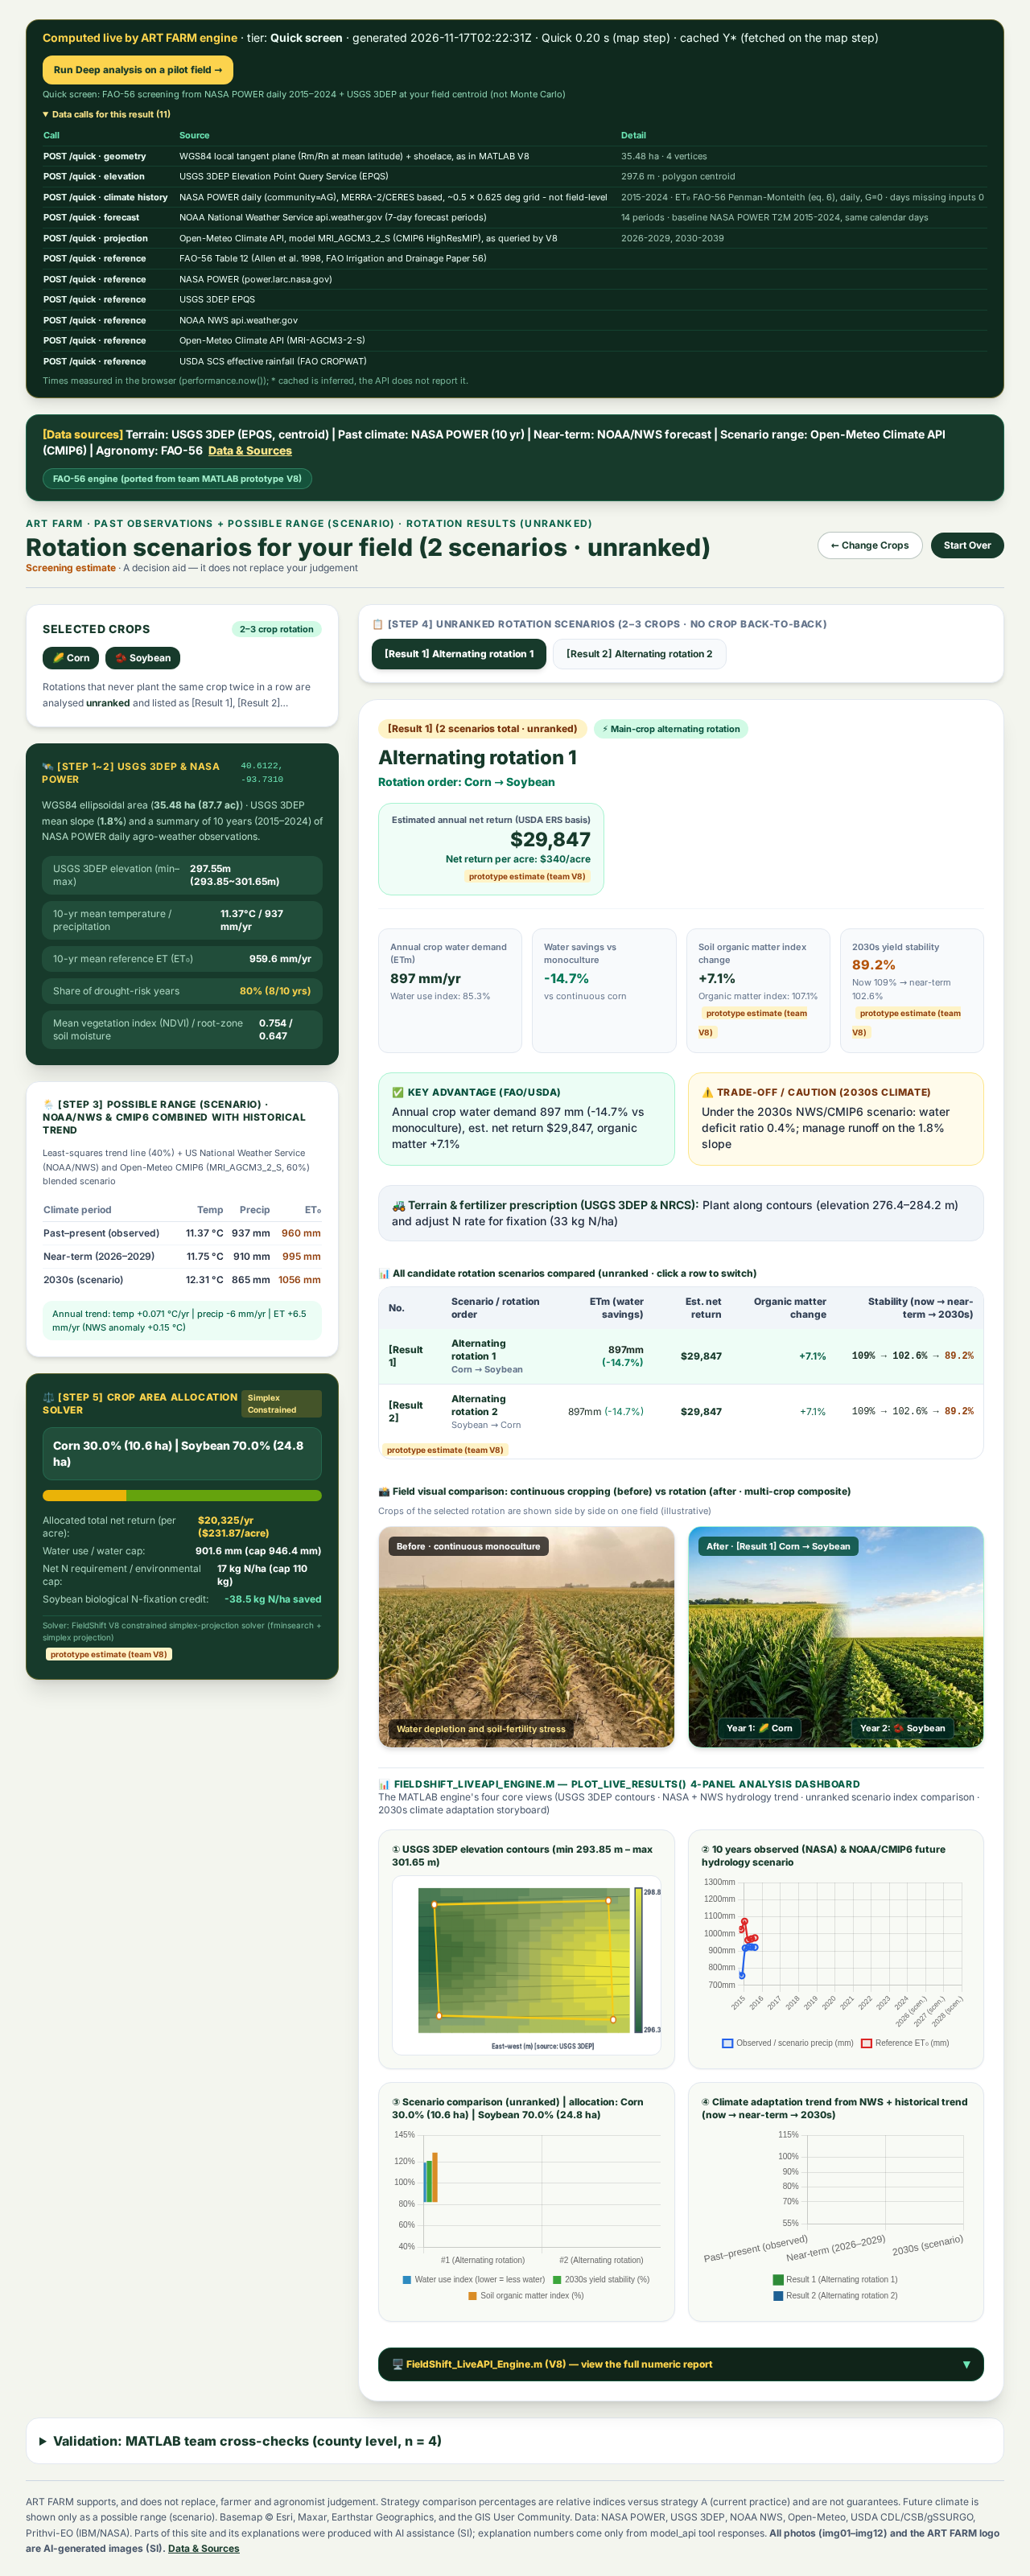 Computed live by ART FARM engine · tier: Quick screen · generated 2026-11-17T02:22:31Z · Quick 0.20 s (map step) · cached Y* (fetched on the map step)
Run Deep analysis on a pilot field →
Quick screen: FAO-56 screening from NASA POWER daily 2015–2024 + USGS 3DEP at your field centroid (not Monte Carlo)
▼ Data calls for this result (11)
Call Source Detail
POST /quick · geometry WGS84 local tangent plane (Rm/Rn at mean latitude) + shoelace, as in MATLAB V8 35.48 ha · 4 vertices
POST /quick · elevation USGS 3DEP Elevation Point Query Service (EPQS) 297.6 m · polygon centroid
POST /quick · climate history NASA POWER daily (community=AG), MERRA-2/CERES based, ~0.5 × 0.625 deg grid - not field-level 2015-2024 · ET₀ FAO-56 Penman-Monteith (eq. 6), daily, G=0 · days missing inputs 0
POST /quick · forecast NOAA National Weather Service api.weather.gov (7-day forecast periods) 14 periods · baseline NASA POWER T2M 2015-2024, same calendar days
POST /quick · projection Open-Meteo Climate API, model MRI_AGCM3_2_S (CMIP6 HighResMIP), as queried by V8 2026-2029, 2030-2039
POST /quick · reference FAO-56 Table 12 (Allen et al. 1998, FAO Irrigation and Drainage Paper 56)
POST /quick · reference NASA POWER (power.larc.nasa.gov)
POST /quick · reference USGS 3DEP EPQS
POST /quick · reference NOAA NWS api.weather.gov
POST /quick · reference Open-Meteo Climate API (MRI-AGCM3-2-S)
POST /quick · reference USDA SCS effective rainfall (FAO CROPWAT)
Times measured in the browser (performance.now()); * cached is inferred, the API does not report it.
[Data sources] Terrain: USGS 3DEP (EPQS, centroid) | Past climate: NASA POWER (10 yr) | Near-term: NOAA/NWS forecast | Scenario range: Open-Meteo Climate API
(CMIP6) | Agronomy: FAO-56 Data & Sources
FAO-56 engine (ported from team MATLAB prototype V8)
ART FARM · PAST OBSERVATIONS + POSSIBLE RANGE (SCENARIO) · ROTATION RESULTS (UNRANKED)
Rotation scenarios for your field (2 scenarios · unranked)
← Change Crops
Start Over
Screening estimate · A decision aid — it does not replace your judgement
SELECTED CROPS
2–3 crop rotation
🌽 Corn
🫘 Soybean
Rotations that never plant the same crop twice in a row are
analysed unranked and listed as [Result 1], [Result 2]...
🛰️ [STEP 1~2] USGS 3DEP & NASA
POWER
40.6122,
-93.7310
WGS84 ellipsoidal area (35.48 ha (87.7 ac)) · USGS 3DEP
mean slope (1.8%) and a summary of 10 years (2015–2024) of
NASA POWER daily agro-weather observations.
USGS 3DEP elevation (min–
max)
297.55m
(293.85~301.65m)
10-yr mean temperature /
precipitation
11.37°C / 937
mm/yr
10-yr mean reference ET (ET₀) 959.6 mm/yr
Share of drought-risk years 80% (8/10 yrs)
Mean vegetation index (NDVI) / root-zone
soil moisture
0.754 /
0.647
🌦️ [STEP 3] POSSIBLE RANGE (SCENARIO) ·
NOAA/NWS & CMIP6 COMBINED WITH HISTORICAL
TREND
Least-squares trend line (40%) + US National Weather Service
(NOAA/NWS) and Open-Meteo CMIP6 (MRI_AGCM3_2_S, 60%)
blended scenario
Climate period Temp Precip ET₀
Past–present (observed) 11.37 °C 937 mm 960 mm
Near-term (2026–2029) 11.75 °C 910 mm 995 mm
2030s (scenario) 12.31 °C 865 mm 1056 mm
Annual trend: temp +0.071 °C/yr | precip -6 mm/yr | ET +6.5
mm/yr (NWS anomaly +0.15 °C)
⚖️ [STEP 5] CROP AREA ALLOCATION
SOLVER
Simplex
Constrained
Corn 30.0% (10.6 ha) | Soybean 70.0% (24.8
ha)
Allocated total net return (per
acre):
$20,325/yr
($231.87/acre)
Water use / water cap: 901.6 mm (cap 946.4 mm)
Net N requirement / environmental
cap:
17 kg N/ha (cap 110
kg)
Soybean biological N-fixation credit: -38.5 kg N/ha saved
Solver: FieldShift V8 constrained simplex-projection solver (fminsearch +
simplex projection)
prototype estimate (team V8)
📋 [STEP 4] UNRANKED ROTATION SCENARIOS (2–3 CROPS · NO CROP BACK-TO-BACK)
[Result 1] Alternating rotation 1
[Result 2] Alternating rotation 2
[Result 1] (2 scenarios total · unranked)
⚡ Main-crop alternating rotation
Alternating rotation 1
Rotation order: Corn → Soybean
Estimated annual net return (USDA ERS basis)
$29,847
Net return per acre: $340/acre
prototype estimate (team V8)
Annual crop water demand
(ETm)
897 mm/yr
Water use index: 85.3%
Water savings vs
monoculture
-14.7%
vs continuous corn
Soil organic matter index
change
+7.1%
Organic matter index: 107.1%
prototype estimate (team
V8)
2030s yield stability
89.2%
Now 109% → near-term
102.6%
prototype estimate (team
V8)
✅ KEY ADVANTAGE (FAO/USDA)
Annual crop water demand 897 mm (-14.7% vs
monoculture), est. net return $29,847, organic
matter +7.1%
⚠️ TRADE-OFF / CAUTION (2030S CLIMATE)
Under the 2030s NWS/CMIP6 scenario: water
deficit ratio 0.4%; manage runoff on the 1.8%
slope
🚜 Terrain & fertilizer prescription (USGS 3DEP & NRCS): Plant along contours (elevation 276.4–284.2 m)
and adjust N rate for fixation (33 kg N/ha)
📊 All candidate rotation scenarios compared (unranked · click a row to switch)
No. Scenario / rotation
order ETm (water
savings) Est. net
return Organic matter
change Stability (now → near-
term → 2030s)
[Result
1]
Alternating
rotation 1
Corn → Soybean
897mm
(-14.7%)
$29,847 +7.1% 109% → 102.6% → 89.2%
[Result
2]
Alternating
rotation 2
Soybean → Corn
897mm (-14.7%) $29,847 +7.1% 109% → 102.6% → 89.2%
prototype estimate (team V8)
📸 Field visual comparison: continuous cropping (before) vs rotation (after · multi-crop composite)
Crops of the selected rotation are shown side by side on one field (illustrative)
Before · continuous monoculture
Water depletion and soil-fertility stress
After · [Result 1] Corn → Soybean
Year 1: 🌽 Corn
Year 2: 🫘 Soybean
📊 FIELDSHIFT_LIVEAPI_ENGINE.M — PLOT_LIVE_RESULTS() 4-PANEL ANALYSIS DASHBOARD
The MATLAB engine's four core views (USGS 3DEP contours · NASA + NWS hydrology trend · unranked scenario index comparison ·
2030s climate adaptation storyboard)
① USGS 3DEP elevation contours (min 293.85 m – max
301.65 m)
298.8
296.3
East–west (m) [source: USGS 3DEP]
② 10 years observed (NASA) & NOAA/CMIP6 future
hydrology scenario
1300mm
1200mm
1100mm
1000mm
900mm
800mm
700mm
2015 2016 2017 2018 2019 2020 2021 2022 2023 2024 2026 (scen.) 2027 (scen.) 2028 (scen.)
Observed / scenario precip (mm) Reference ET₀ (mm)
③ Scenario comparison (unranked) | allocation: Corn
30.0% (10.6 ha) | Soybean 70.0% (24.8 ha)
145%
120%
100%
80%
60%
40%
#1 (Alternating rotation) #2 (Alternating rotation)
Water use index (lower = less water) 2030s yield stability (%)
Soil organic matter index (%)
④ Climate adaptation trend from NWS + historical trend
(now → near-term → 2030s)
115%
100%
90%
80%
70%
55%
Past–present (observed) Near-term (2026–2029) 2030s (scenario)
Result 1 (Alternating rotation 1)
Result 2 (Alternating rotation 2)
🖥️ FieldShift_LiveAPI_Engine.m (V8) — view the full numeric report ▼
▶ Validation: MATLAB team cross-checks (county level, n = 4)
ART FARM supports, and does not replace, farmer and agronomist judgement. Strategy comparison percentages are relative indices versus strategy A (current practice) and are not guarantees. Future climate is
shown only as a possible range (scenario). Basemap © Esri, Maxar, Earthstar Geographics, and the GIS User Community. Data: NASA POWER, USGS 3DEP, NOAA NWS, Open-Meteo, USDA CDL/CSB/gSSURGO,
Prithvi-EO (IBM/NASA). Parts of this site and its explanations were produced with AI assistance (SI); explanation numbers come only from model_api tool responses. All photos (img01–img12) and the ART FARM logo
are AI-generated images (SI). Data & Sources